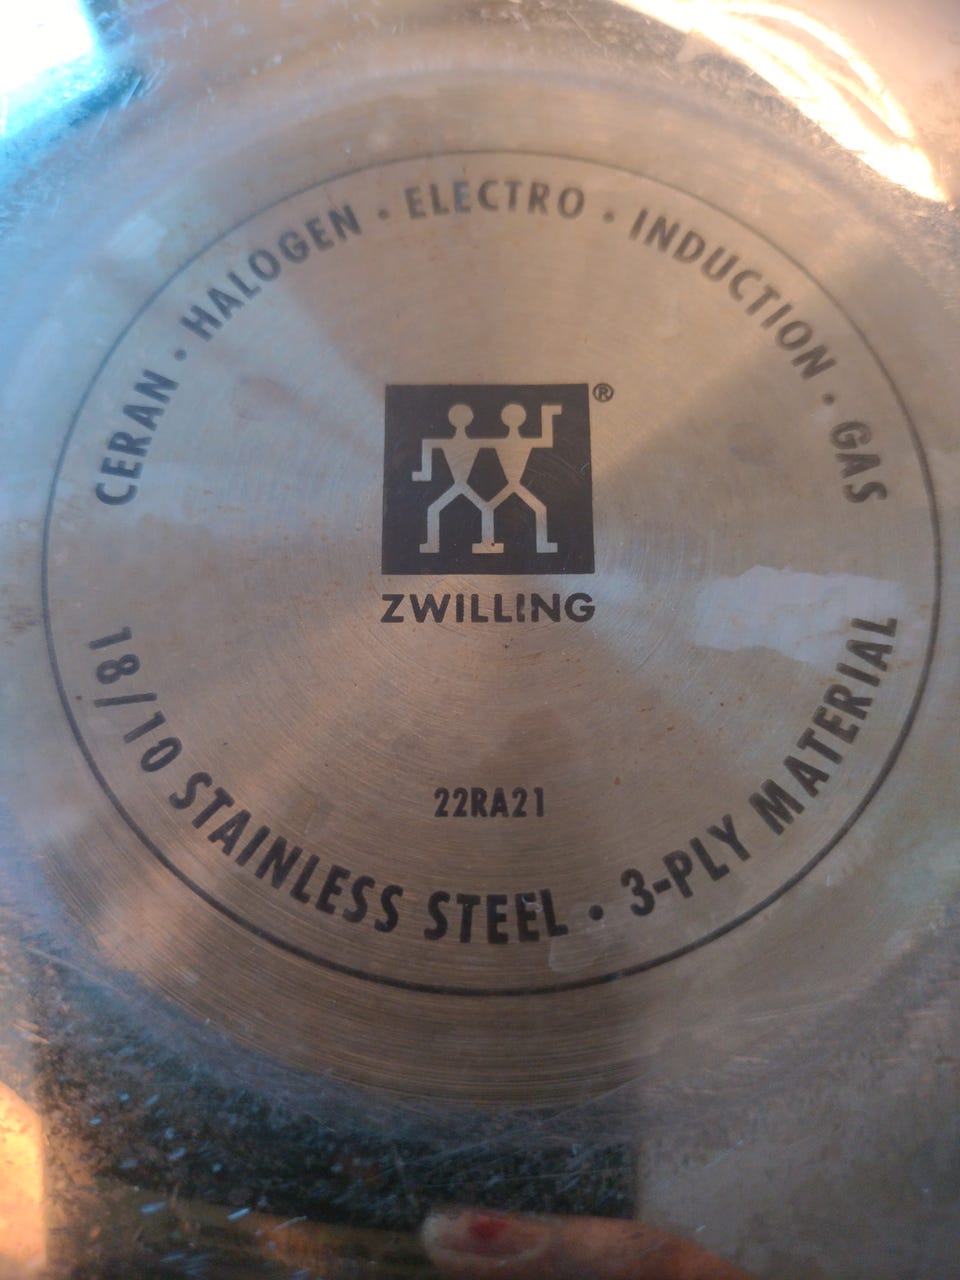 CERAN · HALOGEN · ELECTRO · INDUCTION · GAS
®
ZWILLING
22RA21
18/10 STAINLESS STEEL · 3-PLY MATERIAL